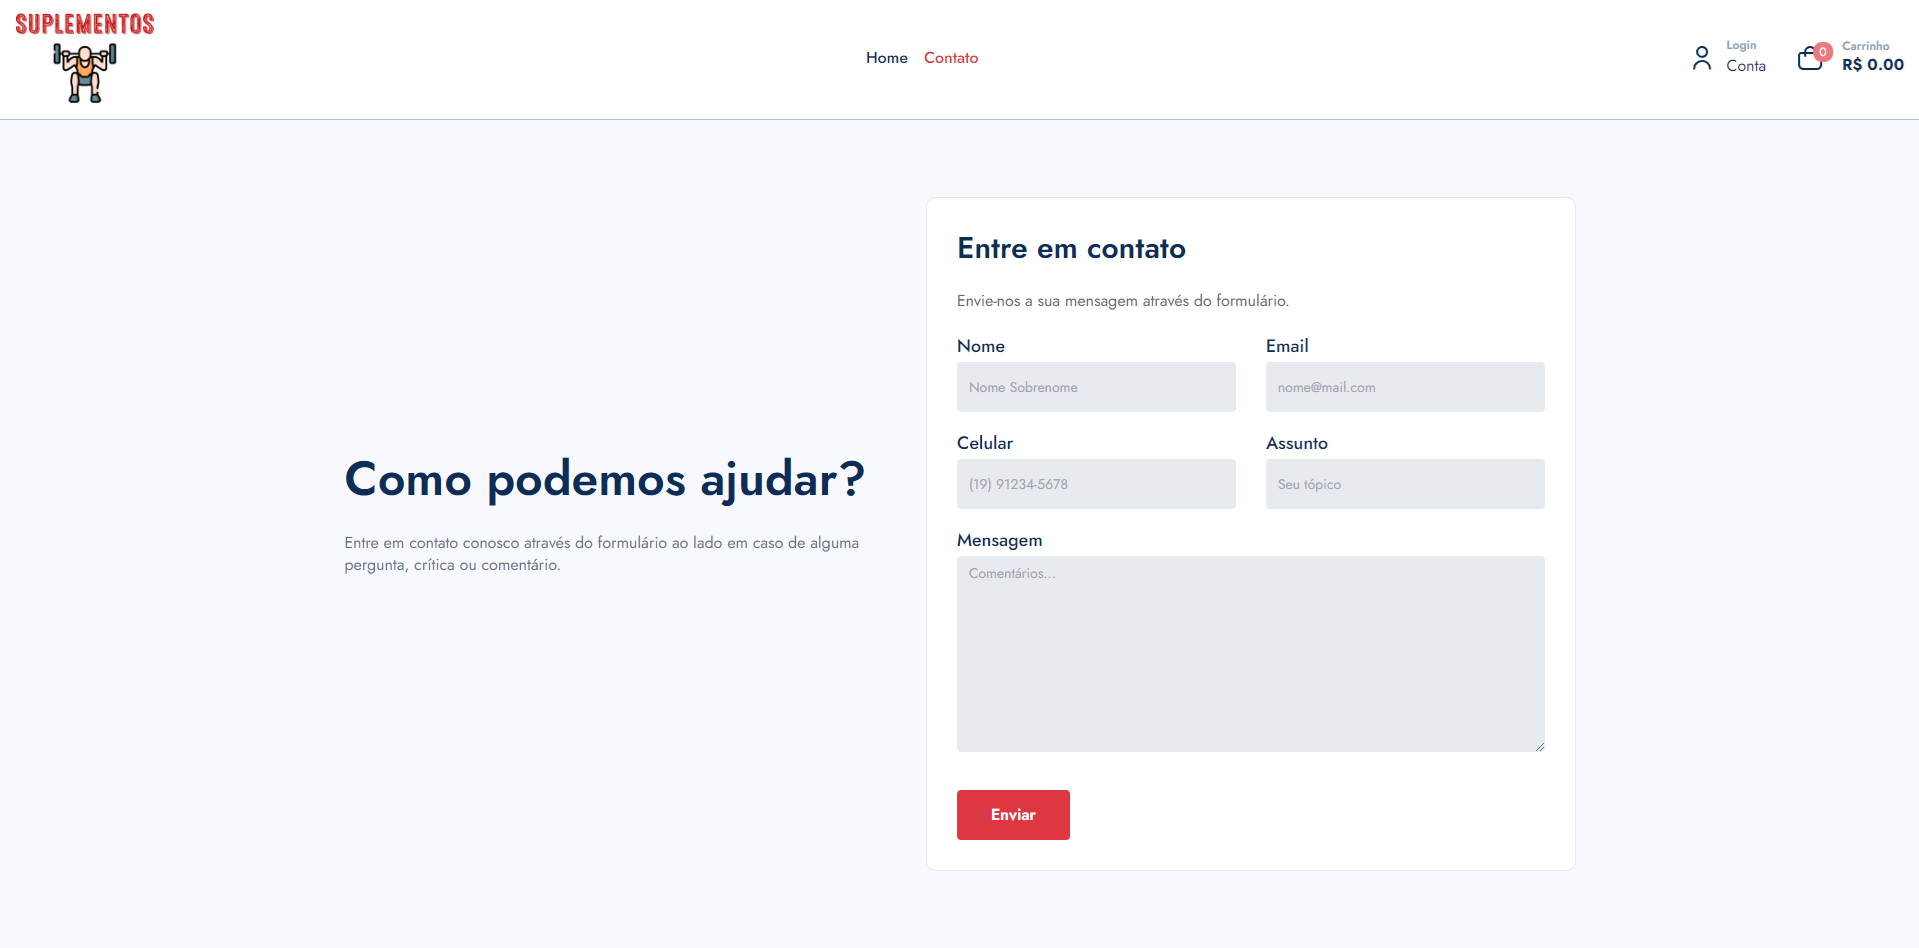 SUPLEMENTOS
Home
Contato
Login
Conta
0
Carrinho
R$ 0.00
Como podemos ajudar?
Entre em contato conosco através do formulário ao lado em caso de alguma
pergunta, crítica ou comentário.
Entre em contato
Envie-nos a sua mensagem através do formulário.
Nome
Email
Nome Sobrenome
nome@mail.com
Celular
Assunto
(19) 91234-5678
Seu tópico
Mensagem
Comentários...
Enviar